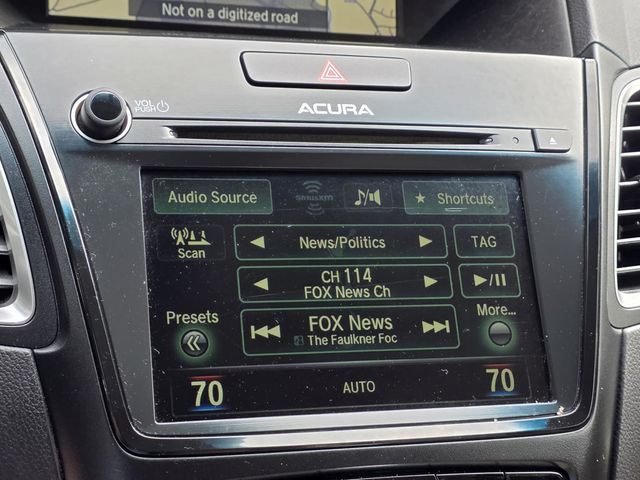 Not on a digitized road
VOL
PUSH
ACURA
Audio Source
SiriusXM
Shortcuts
Scan
News/Politics
TAG
CH 114
FOX News Ch
Presets
More...
FOX News
The Faulkner Foc
70
AUTO
70